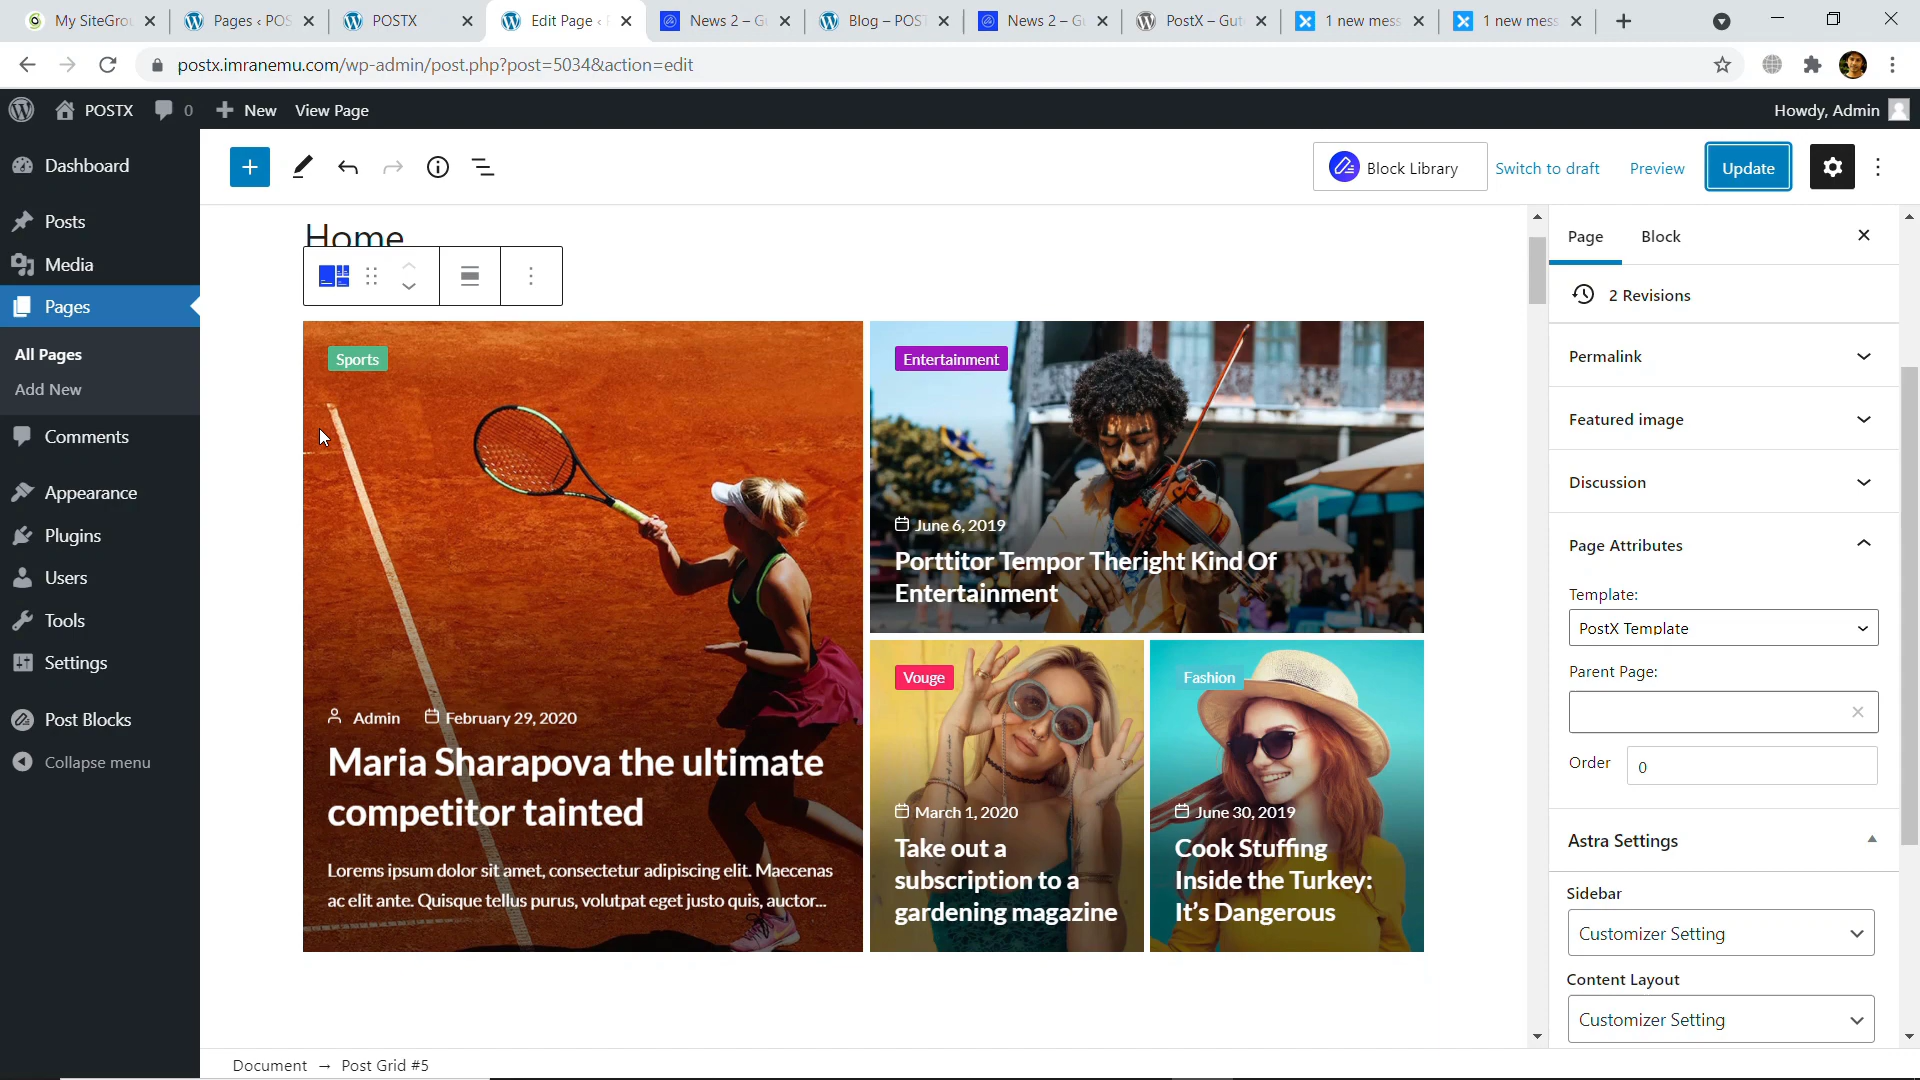 My SiteGro
Pages ‹ POS
POSTX
Edit Page ‹
News 2 – G
Blog – POST
News 2 – G
PostX – Gut
1 new mess
1 new mess
postx.imranemu.com/wp-admin/post.php?post=5034&action=edit
POSTX
0
New
View Page
Howdy, Admin
Dashboard
Posts
Media
Pages
All Pages
Add New
Comments
Appearance
Plugins
Users
Tools
Settings
Post Blocks
Collapse menu
Block Library
Switch to draft
Preview
Update
Home
Sports
Admin
February 29, 2020
Maria Sharapova the ultimate
competitor tainted
Lorems ipsum dolor sit amet, consectetur adipiscing elit. Maecenas
ac elit ante. Quisque tellus purus, volutpat eget justo quis, auctor...
Entertainment
June 6, 2019
Porttitor Tempor Theright Kind Of
Entertainment
Vouge
March 1, 2020
Take out a
subscription to a
gardening magazine
Fashion
June 30, 2019
Cook Stuffing
Inside the Turkey:
It's Dangerous
Page
Block
2 Revisions
Permalink
Featured image
Discussion
Page Attributes
Template:
PostX Template
Parent Page:
Order
0
Astra Settings
Sidebar
Customizer Setting
Content Layout
Customizer Setting
Document → Post Grid #5